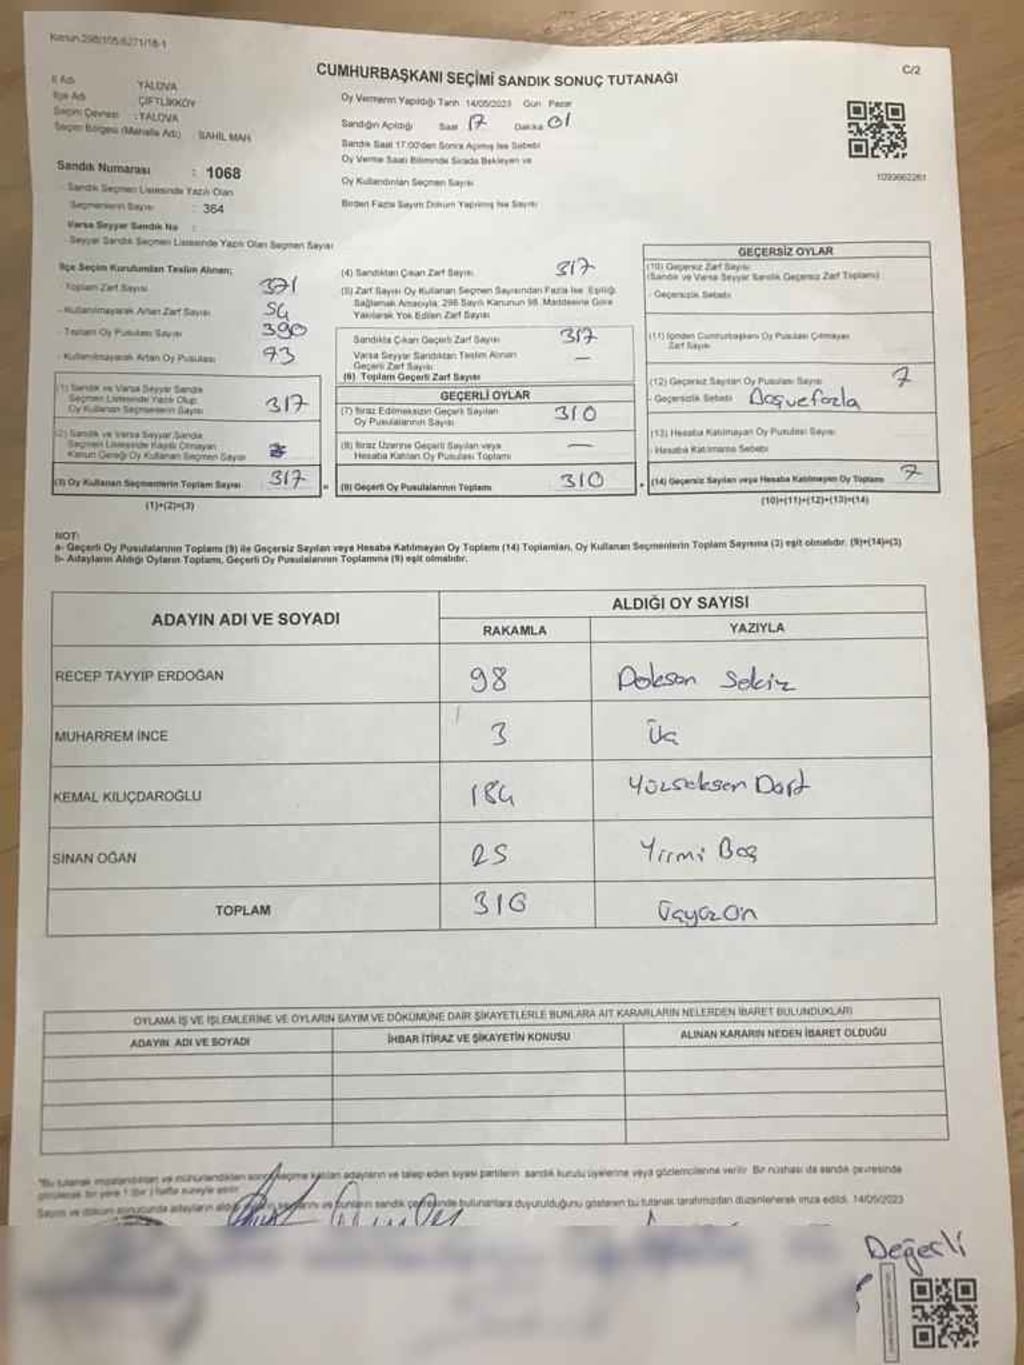 Kanun 298/105/6271/18-1
C/2
CUMHURBAŞKANI SEÇİMİ SANDIK SONUÇ TUTANAĞI
İl Adı YALOVA
İlçe Adı ÇİFTLİKKÖY
Seçim Çevresi : YALOVA
Seçim Bölgesi (Mahalle Adı) : SAHİL MAH
Sandık Numarası : 1068
- Sandık Seçmen Listesinde Yazılı Olan
Seçmenlerin Sayısı : 364
Varsa Seyyar Sandık No :
- Seyyar Sandık Seçmen Listesinde Yazılı Olan Seçmen Sayısı
Oy Vermenin Yapıldığı Tarih 14/05/2023 Gün Pazar
Sandığın Açıldığı Saat 17 Dakika 01
Sandık Saat 17:00'den Sonra Açılmış İse Sebebi
Oy Verme Saati Bitiminde Sırada Bekleyen ve
Oy Kullandırılan Seçmen Sayısı
Birden Fazla Sayım Döküm Yapılmış İse Sayısı
1099662261
İlçe Seçim Kurulundan Teslim Alınan;
Toplam Zarf Sayısı 371
- Kullanılmayarak Artan Zarf Sayısı 54
- Toplam Oy Pusulası Sayısı 390
- Kullanılmayarak Artan Oy Pusulası 73
(1) Sandık ve Varsa Seyyar Sandık
Seçmen Listesinde Yazılı Olup
Oy Kullanan Seçmenlerin Sayısı 317
(2) Sandık ve Varsa Seyyar Sandık
Seçmen Listesinde Kayıtlı Olmayan
Kanun Gereği Oy Kullanan Seçmen Sayısı
(3) Oy Kullanan Seçmenlerin Toplam Sayısı 317 =
(1)+(2)=(3)
(4) Sandıktan Çıkan Zarf Sayısı 317
(5) Zarf Sayısı Oy Kullanan Seçmen Sayısından Fazla İse, Eşitliği
Sağlamak Amacıyla, 298 Sayılı Kanunun 98. Maddesine Göre
Yakılarak Yok Edilen Zarf Sayısı
Sandıkta Çıkan Geçerli Zarf Sayısı 317
Varsa Seyyar Sandıktan Teslim Alınan
Geçerli Zarf Sayısı —
(6) Toplam Geçerli Zarf Sayısı
GEÇERLİ OYLAR
(7) İtiraz Edilmeksizin Geçerli Sayılan
Oy Pusulalarının Sayısı 310
(8) İtiraz Üzerine Geçerli Sayılan veya
Hesaba Katılan Oy Pusulası Toplamı —
(9) Geçerli Oy Pusulalarının Toplamı 310 +
GEÇERSİZ OYLAR
(10) Geçersiz Zarf Sayısı
(Sandık ve Varsa Seyyar Sandık Geçersiz Zarf Toplamı)
- Geçersizlik Sebebi
(11) İçinden Cumhurbaşkanı Oy Pusulası Çıkmayan
Zarf Sayısı
(12) Geçersiz Sayılan Oy Pusulası Sayısı 7
- Geçersizlik Sebebi Boş ve fazla
(13) Hesaba Katılmayan Oy Pusulası Sayısı
- Hesaba Katılmama Sebebi
(14) Geçersiz Sayılan veya Hesaba Katılmayan Oy Toplamı 7
(10)+(11)+(12)+(13)=(14)
NOT:
a- Geçerli Oy Pusulalarının Toplamı (9) ile Geçersiz Sayılan veya Hesaba Katılmayan Oy Toplamı (14) Toplamları, Oy Kullanan Seçmenlerin Toplam Sayısına (3) eşit olmalıdır. (9)+(14)=(3)
b- Adayların Aldığı Oyların Toplamı, Geçerli Oy Pusulalarının Toplamına (9) eşit olmalıdır.
ADAYIN ADI VE SOYADI
ALDIĞI OY SAYISI
RAKAMLA YAZIYLA
RECEP TAYYİP ERDOĞAN 98 Doksan Sekiz
MUHARREM İNCE 3 Üç
KEMAL KILIÇDAROĞLU 184 Yüzseksen Dört
SİNAN OĞAN 25 Yirmi Beş
TOPLAM 310 Üçyüz On
OYLAMA İŞ VE İŞLEMLERİNE VE OYLARIN SAYIM VE DÖKÜMÜNE DAİR ŞİKAYETLERLE BUNLARA AİT KARARLARIN NELERDEN İBARET BULUNDUKLARI
ADAYIN ADI VE SOYADI
İHBAR İTİRAZ VE ŞİKAYETİN KONUSU
ALINAN KARARIN NEDEN İBARET OLDUĞU
"Bu tutanak imzalandıktan ve mühürlendikten sonra seçime katılan adayların ve talep eden siyasi partilerin sandık kurulu üyelerine veya gözlemcilerine verilir. Bir nüshası da sandık çevresinde
görülecek bir yere 1 (bir) hafta süreyle asılır.
Sayım ve döküm sonucunda adayların aldığı ve bunların sandık çevresinde bulunanlara duyurulduğunu gösteren bu tutanak tarafımızdan düzenlenerek imza edildi. 14/05/2023
Değerli